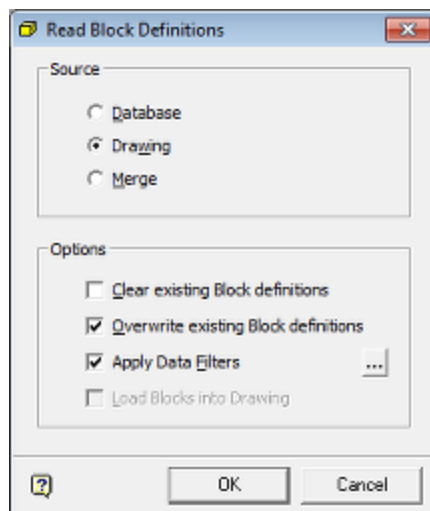 Read Block Definitions
Source
Database
Drawing
Merge
Options
Clear existing Block definitions
Overwrite existing Block definitions
Apply Data Filters ...
Load Blocks into Drawing
? OK Cancel